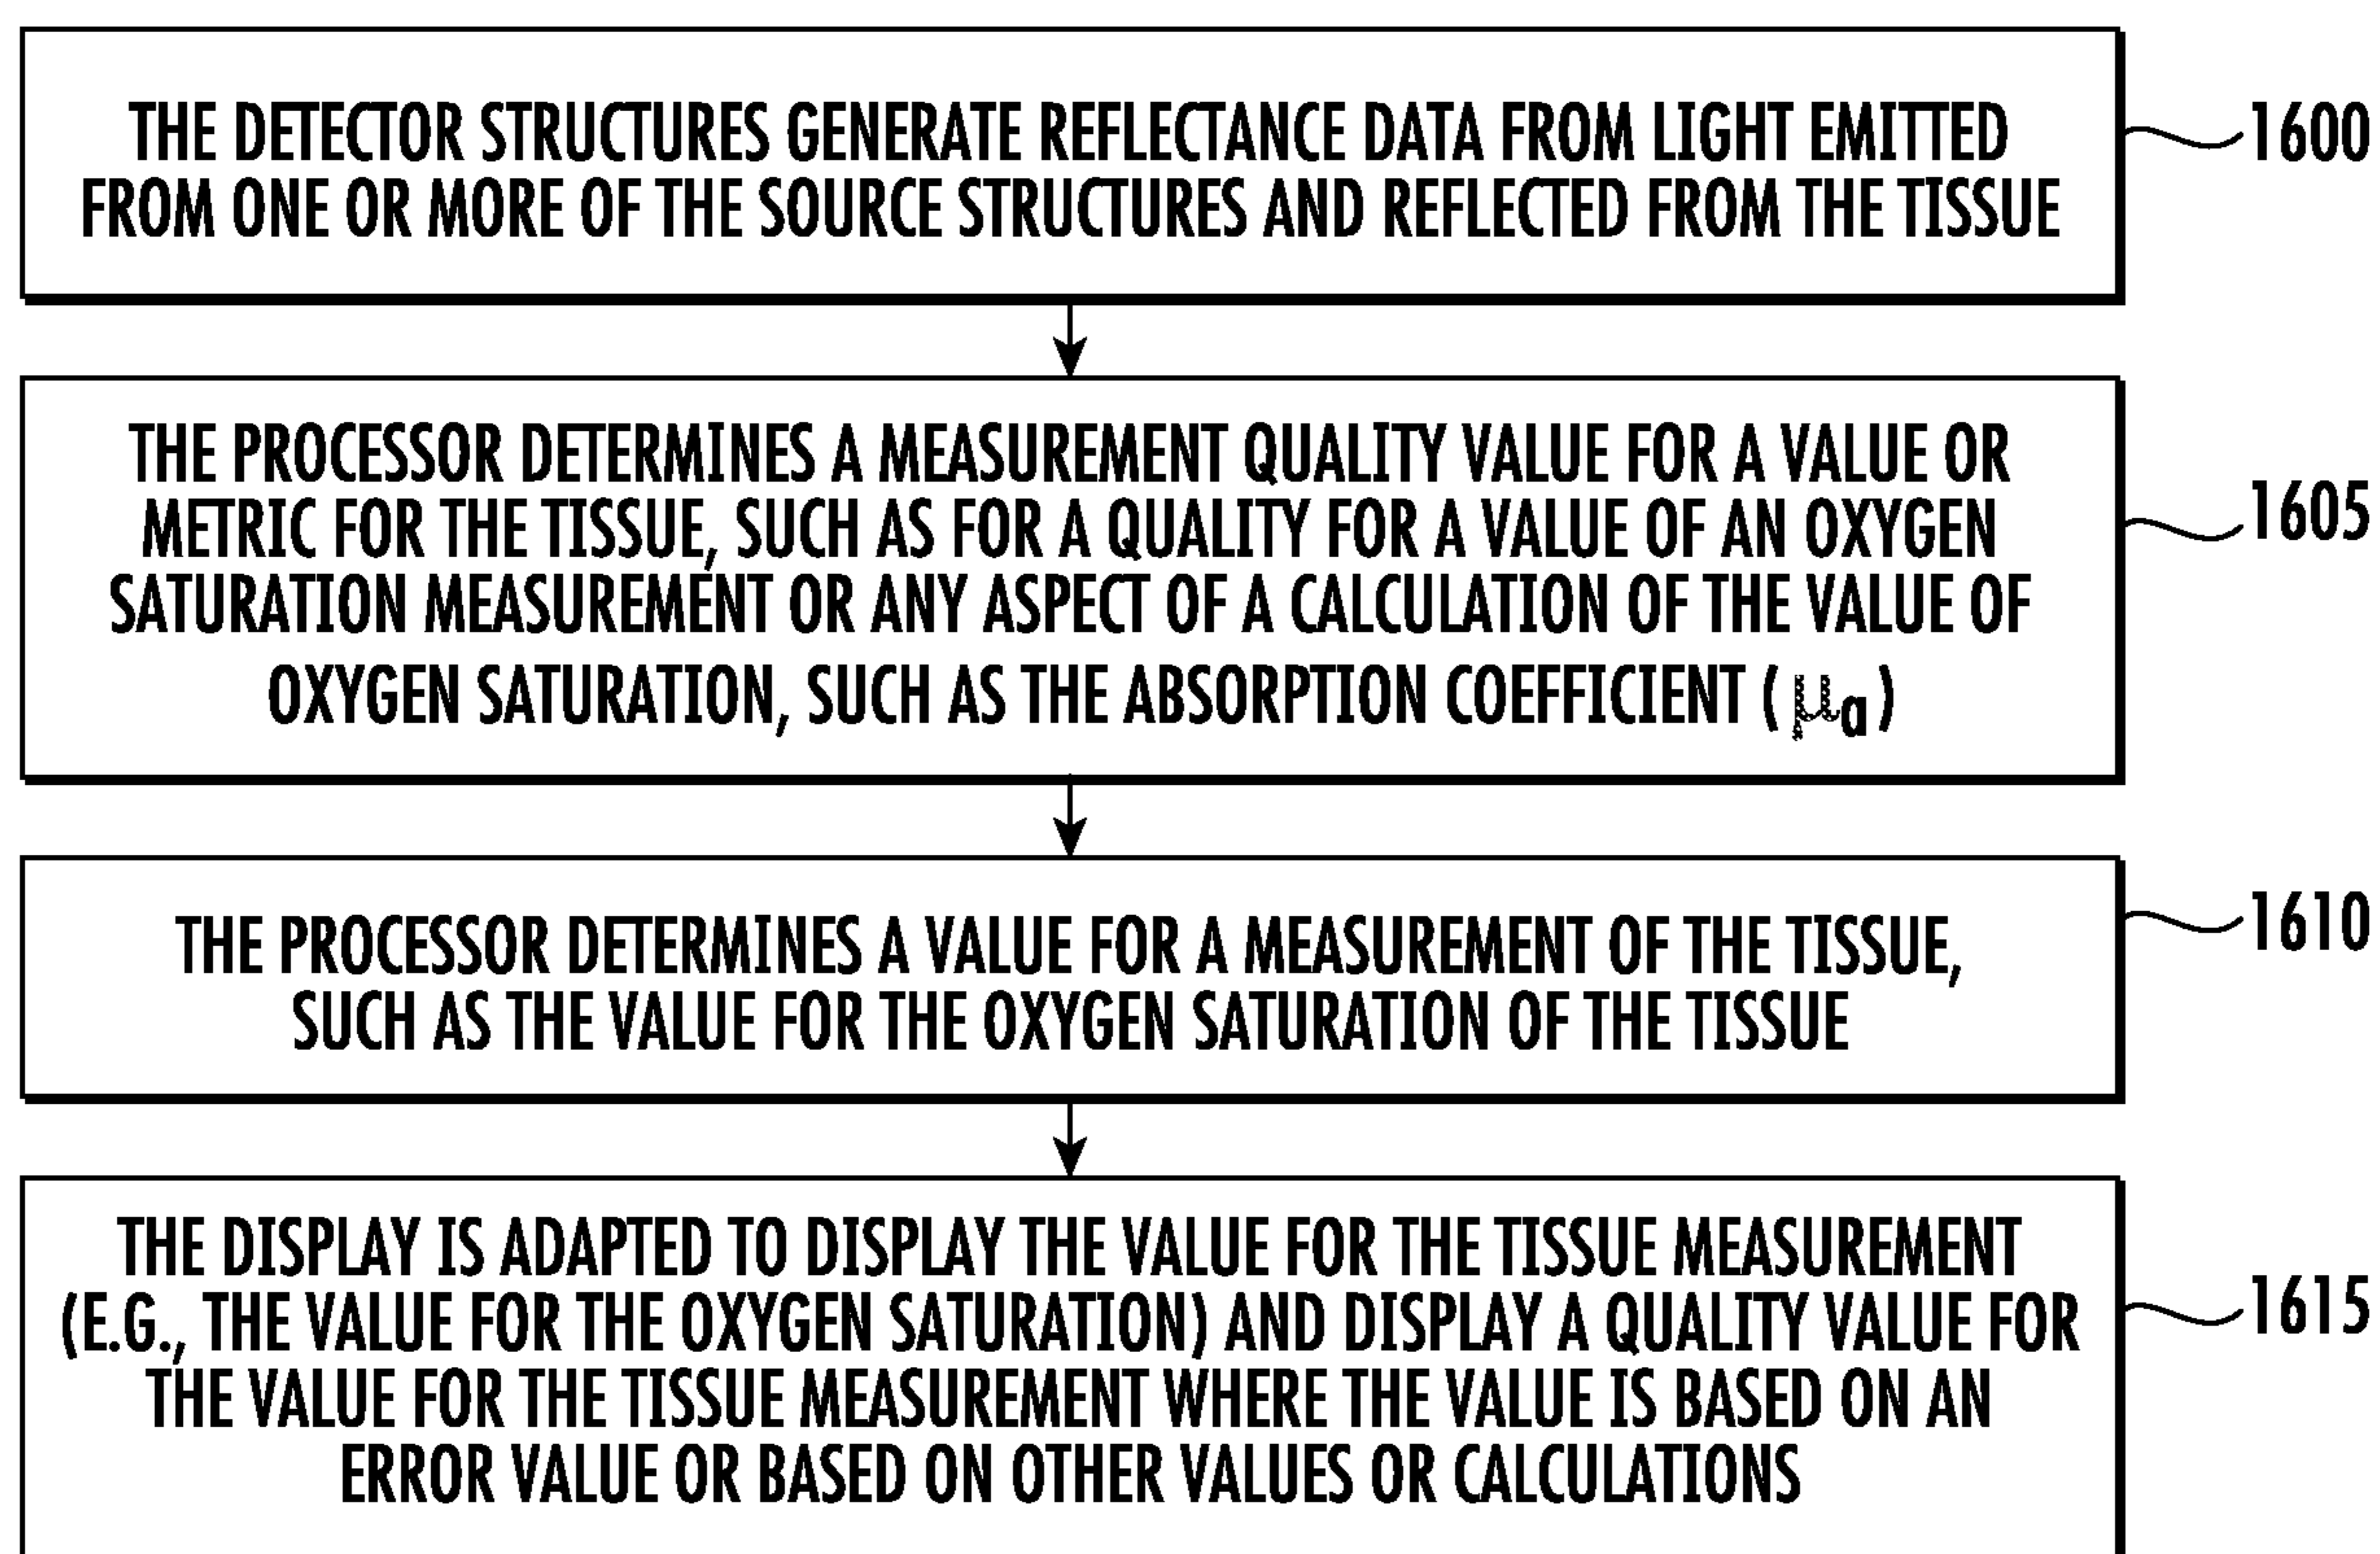 THE DETECTOR STRUCTURES GENERATE REFLECTANCE DATA FROM LIGHT EMITTED
FROM ONE OR MORE OF THE SOURCE STRUCTURES AND REFLECTED FROM THE TISSUE
1600
THE PROCESSOR DETERMINES A MEASUREMENT QUALITY VALUE FOR A VALUE OR
METRIC FOR THE TISSUE, SUCH AS FOR A QUALITY FOR A VALUE OF AN OXYGEN
SATURATION MEASUREMENT OR ANY ASPECT OF A CALCULATION OF THE VALUE OF
OXYGEN SATURATION, SUCH AS THE ABSORPTION COEFFICIENT (μa)
1605
THE PROCESSOR DETERMINES A VALUE FOR A MEASUREMENT OF THE TISSUE,
SUCH AS THE VALUE FOR THE OXYGEN SATURATION OF THE TISSUE
1610
THE DISPLAY IS ADAPTED TO DISPLAY THE VALUE FOR THE TISSUE MEASUREMENT
(E.G., THE VALUE FOR THE OXYGEN SATURATION) AND DISPLAY A QUALITY VALUE FOR
THE VALUE FOR THE TISSUE MEASUREMENT WHERE THE VALUE IS BASED ON AN
ERROR VALUE OR BASED ON OTHER VALUES OR CALCULATIONS
1615